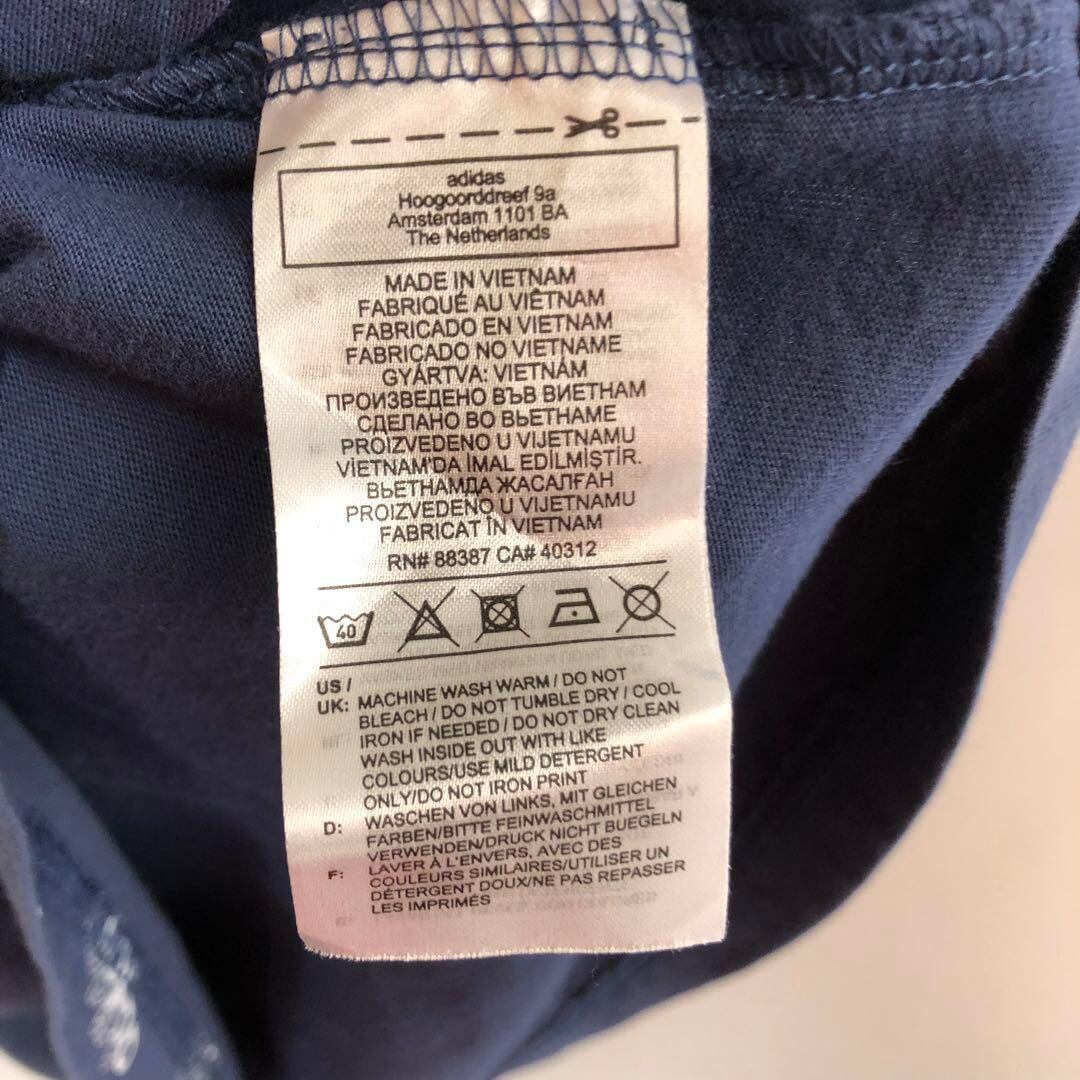 adidas
Hoogoorddreef 9a
Amsterdam 1101 BA
The Netherlands
MADE IN VIETNAM
FABRIQUÉ AU VIÊTNAM
FABRICADO EN VIETNAM
FABRICADO NO VIETNAME
GYÁRTVA: VIETNÁM
ПРОИЗВЕДЕНО ВЪВ ВИЕТНАМ
СДЕЛАНО ВО ВЬЕТНАМЕ
PROIZVEDENO U VIJETNAMU
VİETNAM'DA İMAL EDİLMİŞTİR.
ВЬЕТНАМДА ЖАСАЛҒАН
PROIZVEDENO U VIJETNAMU
FABRICAT ÎN VIETNAM
RN# 88387 CA# 40312
40
US /
UK: MACHINE WASH WARM / DO NOT
BLEACH / DO NOT TUMBLE DRY / COOL
IRON IF NEEDED / DO NOT DRY CLEAN
WASH INSIDE OUT WITH LIKE
COLOURS/USE MILD DETERGENT
ONLY/DO NOT IRON PRINT
D: WASCHEN VON LINKS, MIT GLEICHEN
FARBEN/BITTE FEINWASCHMITTEL
VERWENDEN/DRUCK NICHT BUEGELN
F: LAVER À L'ENVERS, AVEC DES
COULEURS SIMILAIRES/UTILISER UN
DÉTERGENT DOUX/NE PAS REPASSER
LES IMPRIMÉS